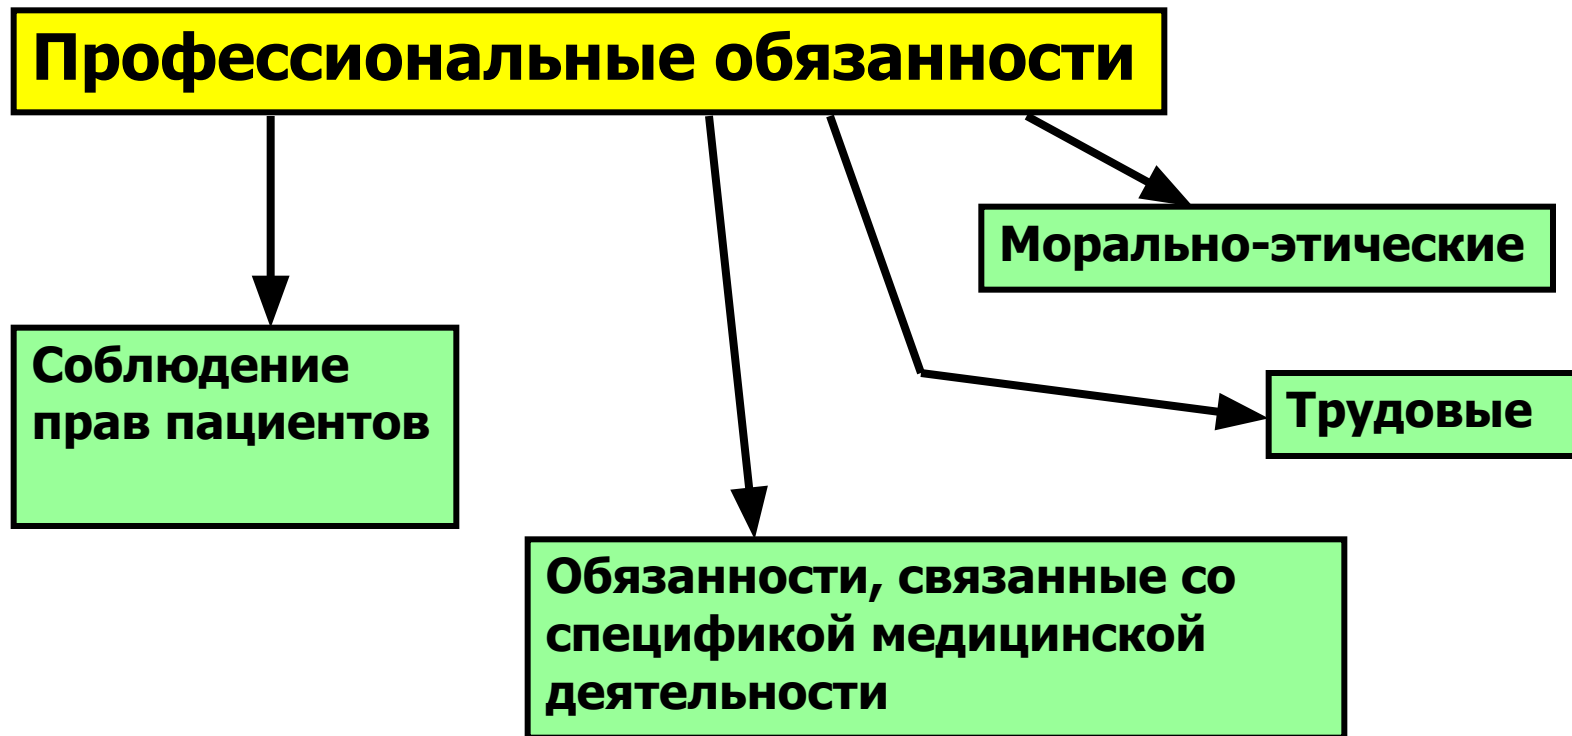 Профессиональные обязанности
Морально-этические
Соблюдение
прав пациентов
Трудовые
Обязанности, связанные со
спецификой медицинской
деятельности